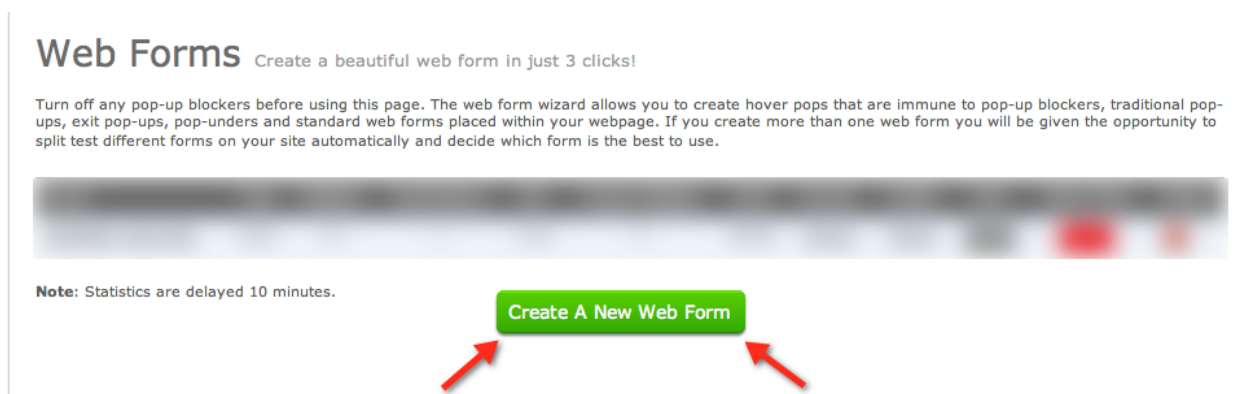 Web Forms Create a beautiful web form in just 3 clicks!
Turn off any pop-up blockers before using this page. The web form wizard allows you to create hover pops that are immune to pop-up blockers, traditional pop-
ups, exit pop-ups, pop-unders and standard web forms placed within your webpage. If you create more than one web form you will be given the opportunity to
split test different forms on your site automatically and decide which form is the best to use.
Note: Statistics are delayed 10 minutes.
Create A New Web Form